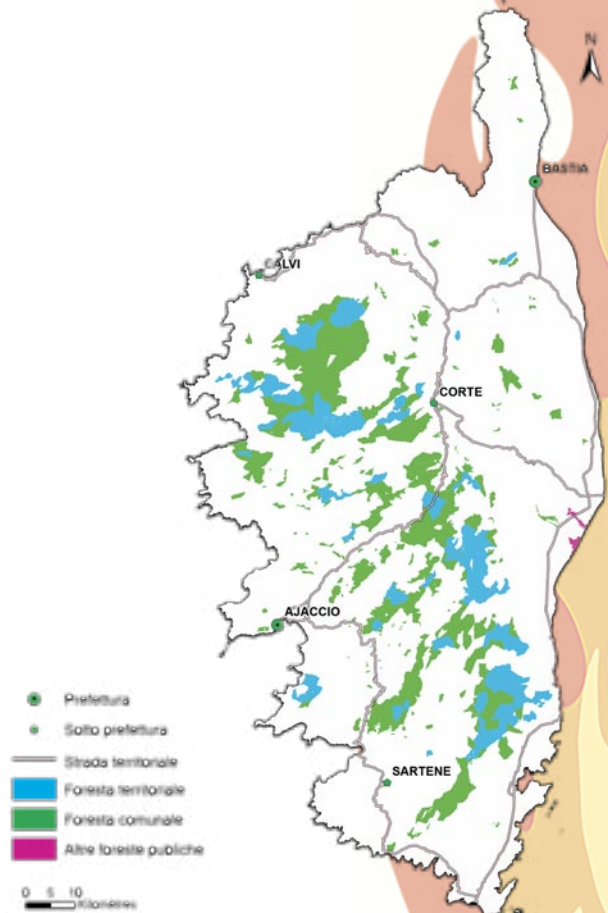 N
BASTIA
CALVI
CORTE
AJACCIO
SARTENE
Prefettura
Sotto prefettura
Strada territoriale
Foresta territoriale
Foresta comunale
Altre foreste publiche
0 5 10
Kilomètres